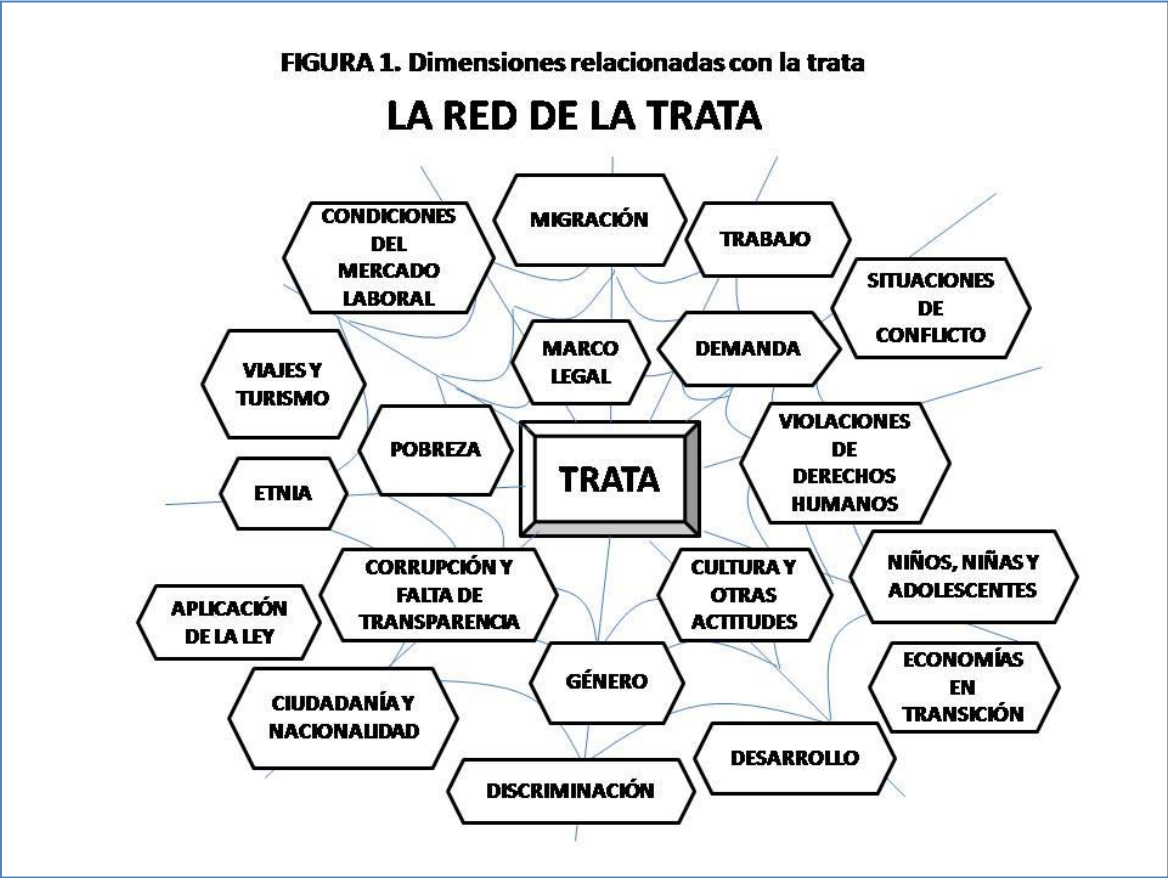 FIGURA 1. Dimensiones relacionadas con la trata
LA RED DE LA TRATA
CONDICIONES
DEL
MERCADO
LABORAL
MIGRACIÓN
TRABAJO
SITUACIONES
DE
CONFLICTO
VIAJES Y
TURISMO
MARCO
LEGAL
DEMANDA
POBREZA
VIOLACIONES
DE
DERECHOS
HUMANOS
ETNIA
TRATA
CORRUPCIÓN Y
FALTA DE
TRANSPARENCIA
CULTURA Y
OTRAS
ACTITUDES
NIÑOS, NIÑAS Y
ADOLESCENTES
APLICACIÓN
DE LA LEY
GÉNERO
ECONOMÍAS
EN
TRANSICIÓN
CIUDADANÍA Y
NACIONALIDAD
DESARROLLO
DISCRIMINACIÓN